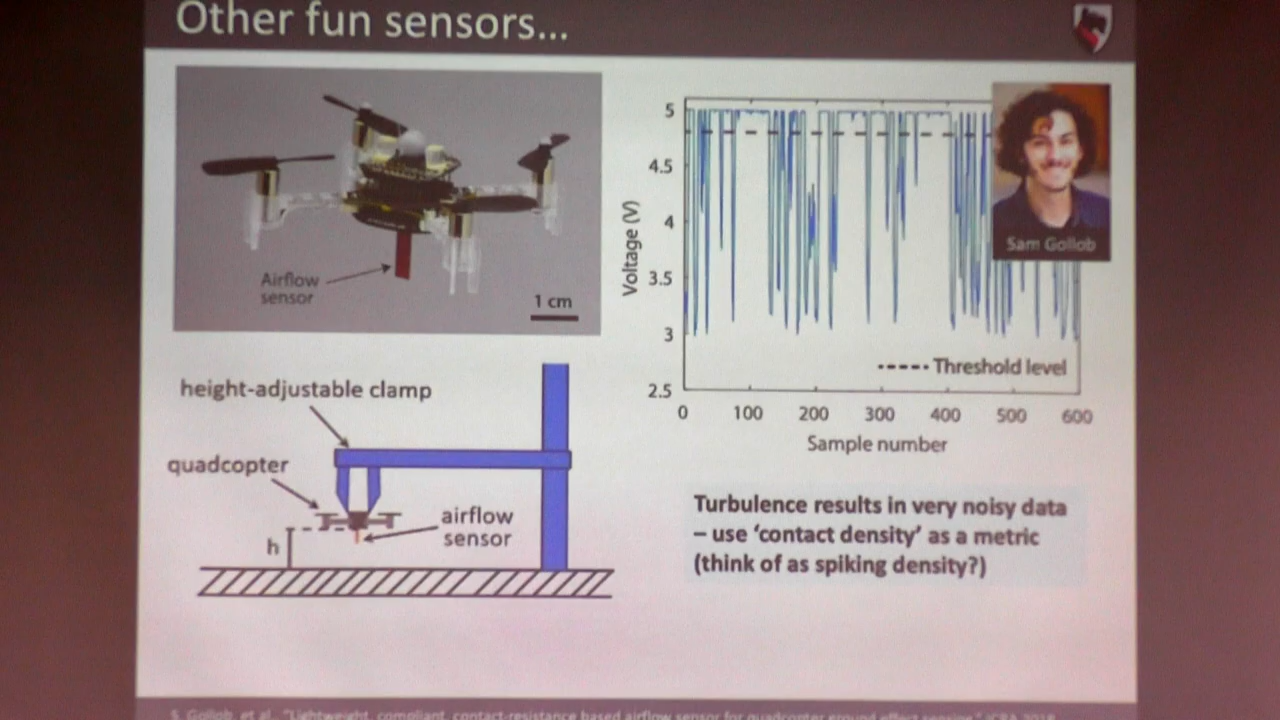 Other fun sensors...
Airflow
sensor
1 cm
5
4.5
4
3.5
3
2.5
Voltage (V)
0 100 200 300 400 500 600
Sample number
Threshold level
Sam Gollob
height-adjustable clamp
quadcopter
airflow
sensor
h
Turbulence results in very noisy data
– use ‘contact density’ as a metric
(think of as spiking density?)
S. Gollob, et al., "Lightweight, compliant, contact-resistance based airflow sensor for quadcopter ground effect sensing," ICRA 2018